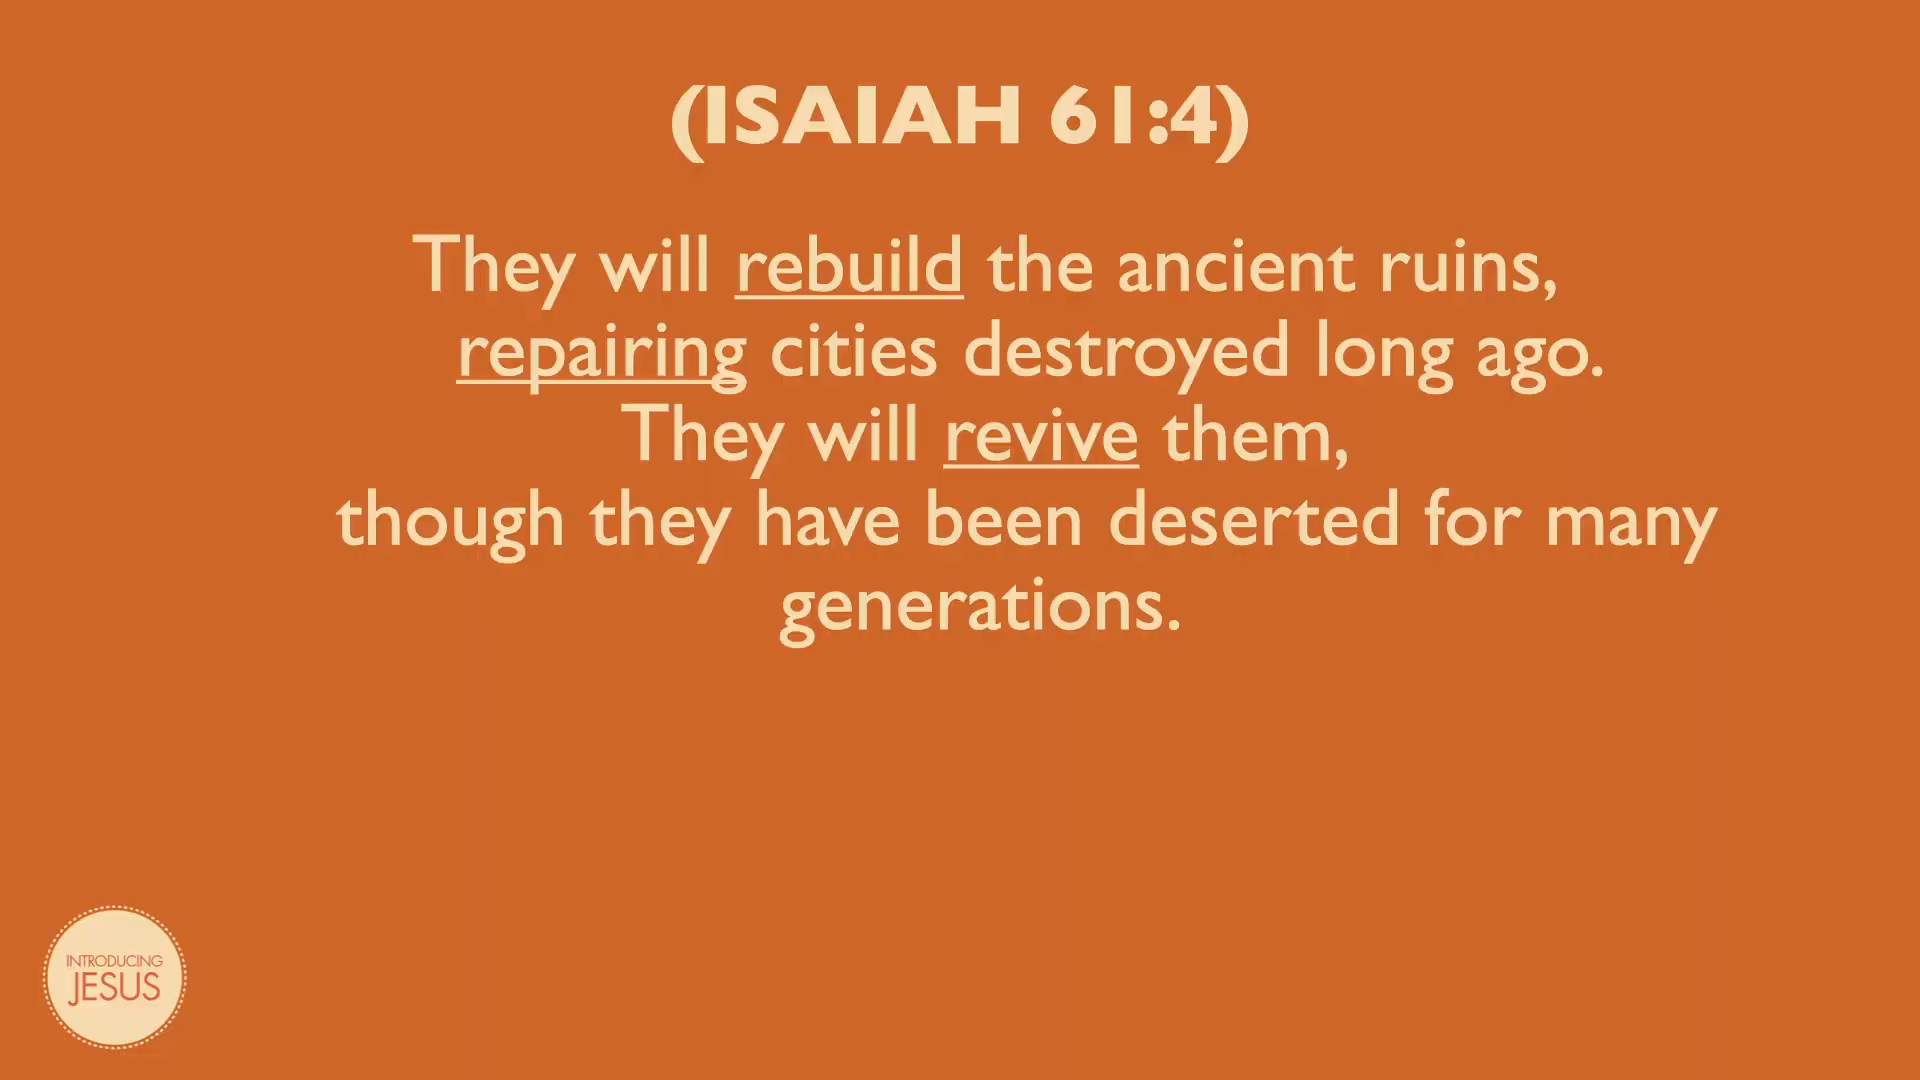 (ISAIAH 61:4)
They will rebuild the ancient ruins,
repairing cities destroyed long ago.
They will revive them,
though they have been deserted for many
generations.
INTRODUCING
JESUS